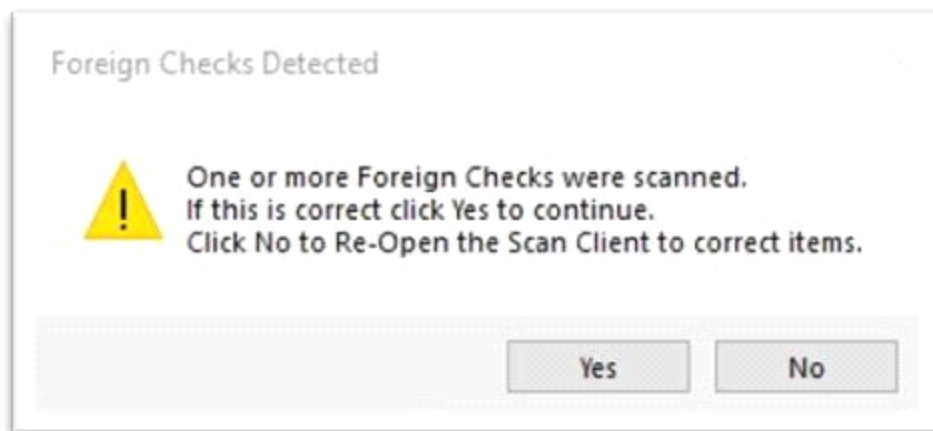 Foreign Checks Detected
!
One or more Foreign Checks were scanned.
If this is correct click Yes to continue.
Click No to Re-Open the Scan Client to correct items.
Yes
No